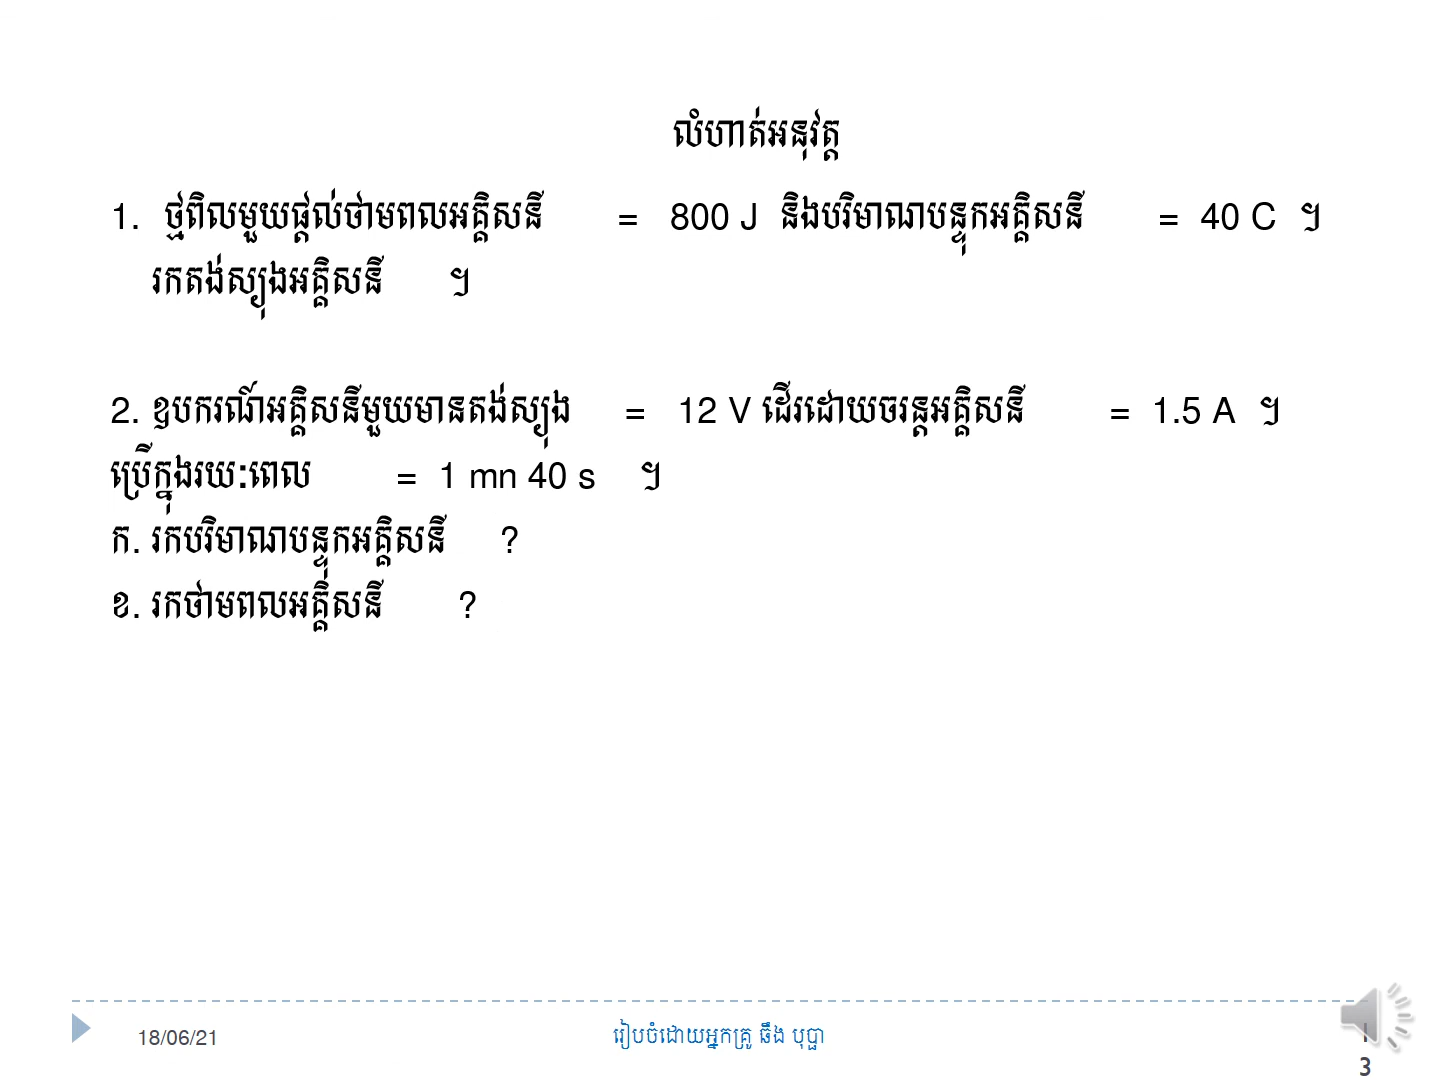 លំហាត់អនុវត្ត
1. ថ្មពិលមួយផ្ដល់ថាមពលអគ្គិសនី = 800 J និងបរិមាណបន្ទុកអគ្គិសនី = 40 C ។
រកតង់ស្យុងអគ្គិសនី ។
2. ឧបករណ៍អគ្គិសនីមួយមានតង់ស្យុង = 12 V ដើរដោយចរន្តអគ្គិសនី = 1.5 A ។
ប្រើក្នុងរយៈពេល = 1 mn 40 s ។
ក. រកបរិមាណបន្ទុកអគ្គិសនី ?
ខ. រកថាមពលអគ្គិសនី ?
18/06/21
រៀបចំដោយអ្នកគ្រូ ឆឹង បុប្ផា
1
3